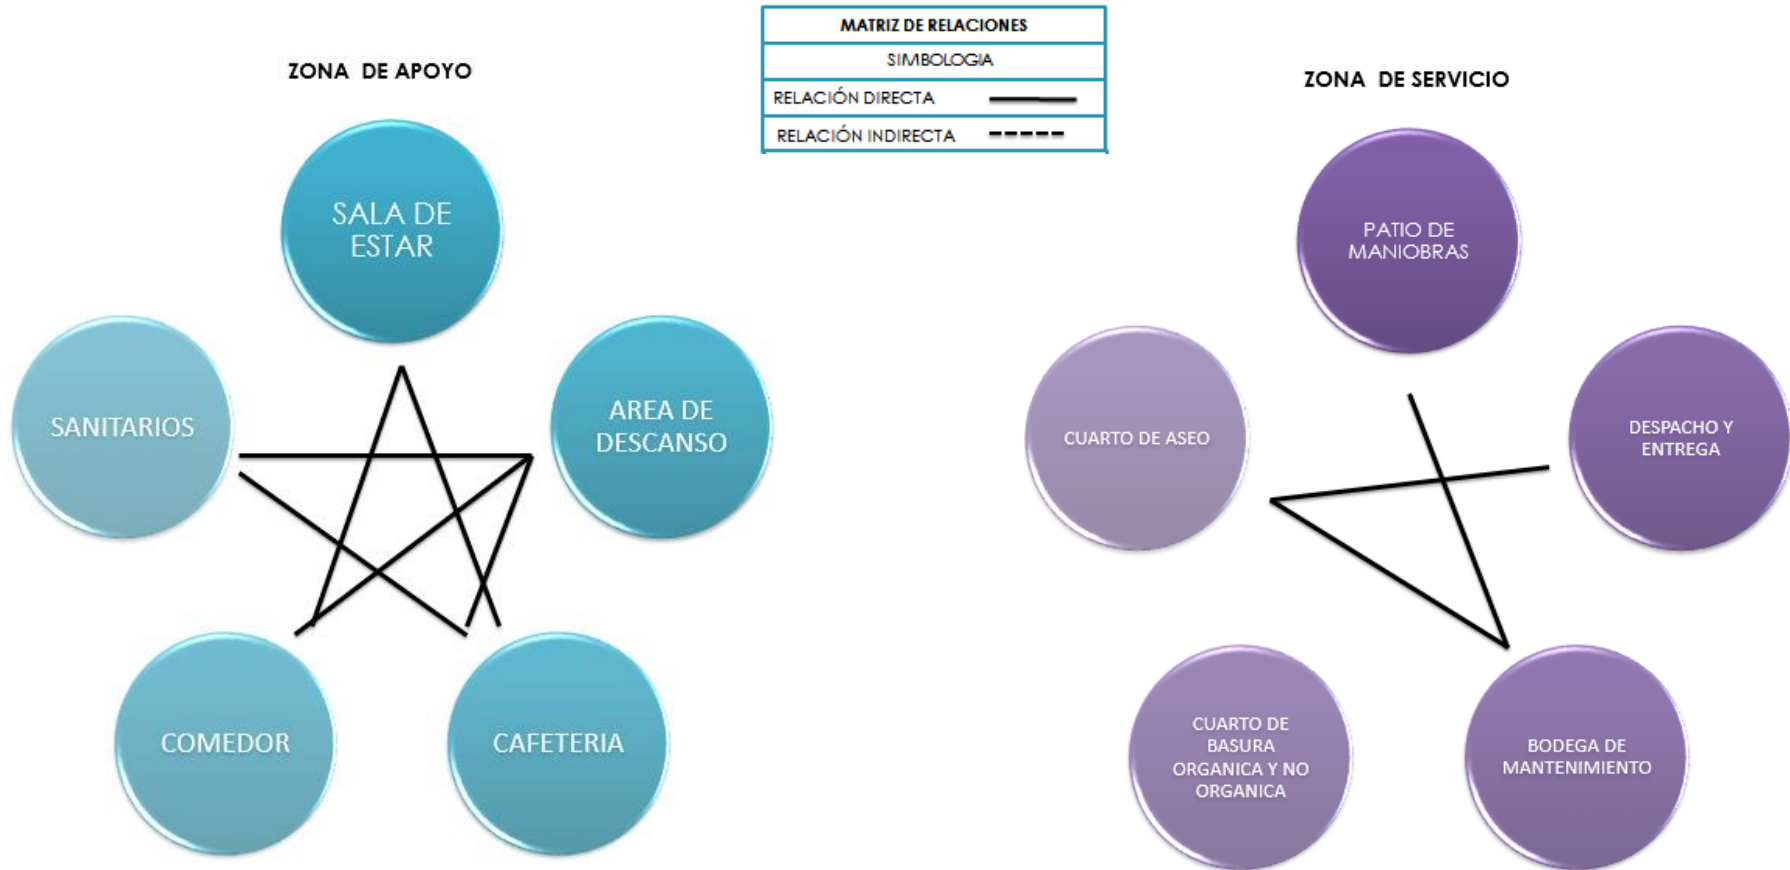 MATRIZ DE RELACIONES
SIMBOLOGIA
RELACIÓN DIRECTA
RELACIÓN INDIRECTA
ZONA DE APOYO
SALA DE
ESTAR
SANITARIOS
AREA DE
DESCANSO
COMEDOR
CAFETERIA
ZONA DE SERVICIO
PATIO DE
MANIOBRAS
CUARTO DE ASEO
DESPACHO Y
ENTREGA
CUARTO DE
BASURA
ORGANICA Y NO
ORGANICA
BODEGA DE
MANTENIMIENTO